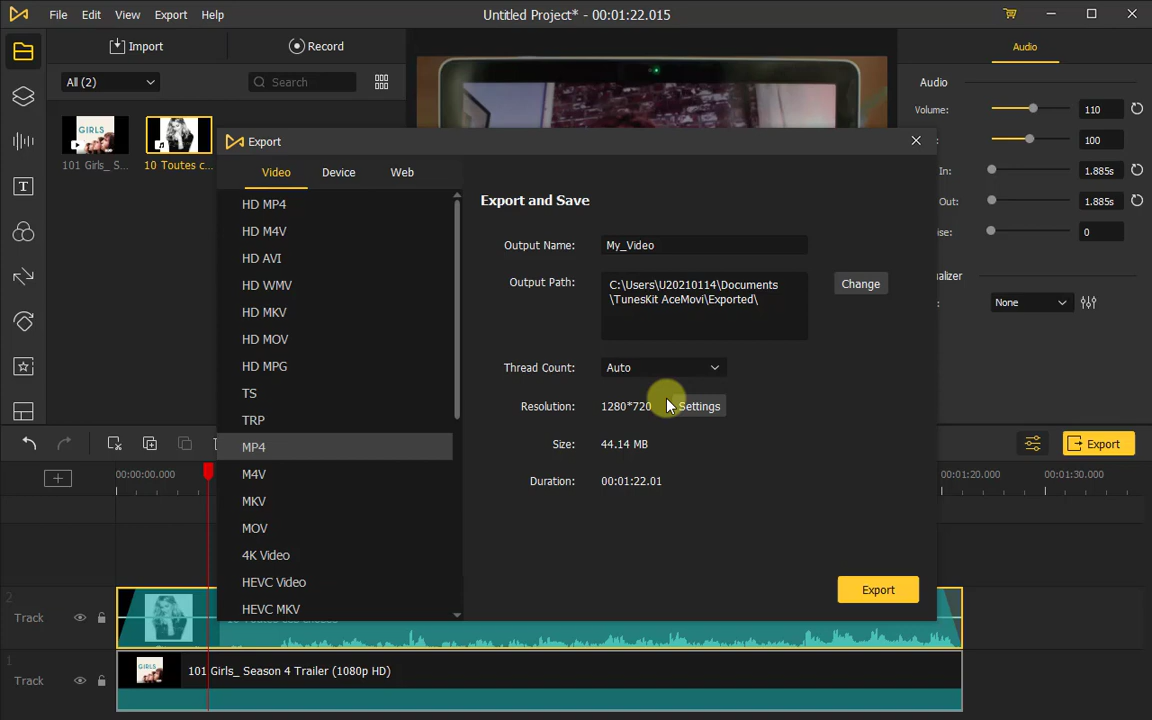 File Edit View Export Help
Untitled Project* - 00:01:22.015
Import
Record
Audio
All (2)
Search
Audio
Volume:
110
100
In:
1.885s
Out:
1.885s
0
None
GIRLS
101 Girls_ S...
10 Toutes c...
Export
Video
Device
Web
HD MP4
HD M4V
HD AVI
HD WMV
HD MKV
HD MOV
HD MPG
TS
TRP
MP4
M4V
MKV
MOV
4K Video
HEVC Video
HEVC MKV
Export and Save
Output Name:
My_Video
Output Path:
C:\Users\U20210114\Documents
\TunesKit AceMovi\Exported\
Change
Thread Count:
Auto
Resolution:
1280*720
Settings
Size:
44.14 MB
Duration:
00:01:22.01
Export
Export
00:00:00.000
00:01:20.000
00:01:30.000
2
Track
1
Track
GIRLS
101 Girls_ Season 4 Trailer (1080p HD)